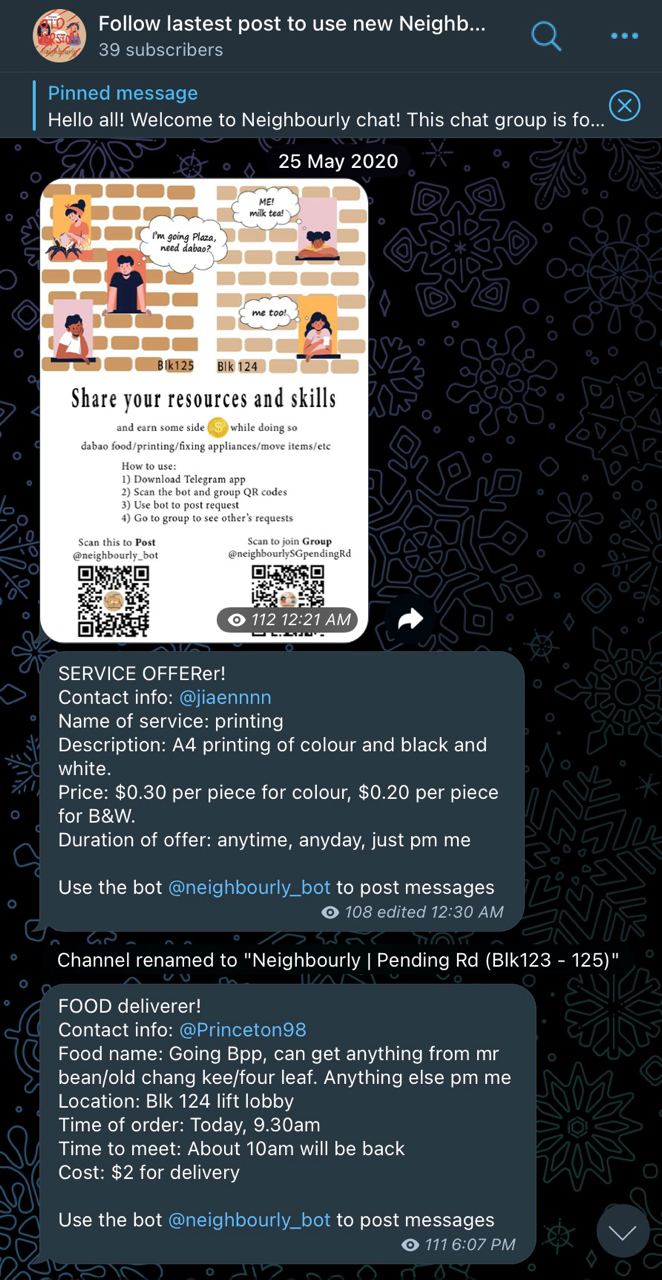 Follow lastest post to use new Neighb...
39 subscribers
Pinned message
Hello all! Welcome to Neighbourly chat! This chat group is fo...
25 May 2020
I'm going Plaza,
need dabao?
ME!
milk tea!
me too!
Blk125
Blk 124
Share your resources and skills
and earn some side $ while doing so
dabao food/printing/fixing appliances/move items/etc
How to use:
1) Download Telegram app
2) Scan the bot and group QR codes
3) Use bot to post request
4) Go to group to see other's requests
Scan this to Post
@neighbourly_bot
Scan to join Group
@neighbourlySGpendingRd
112 12:21 AM
SERVICE OFFERer!
Contact info: @jiaennnn
Name of service: printing
Description: A4 printing of colour and black and
white.
Price: $0.30 per piece for colour, $0.20 per piece
for B&W.
Duration of offer: anytime, anyday, just pm me
Use the bot @neighbourly_bot to post messages
108 edited 12:30 AM
Channel renamed to "Neighbourly | Pending Rd (Blk123 - 125)"
FOOD deliverer!
Contact info: @Princeton98
Food name: Going Bpp, can get anything from mr
bean/old chang kee/four leaf. Anything else pm me
Location: Blk 124 lift lobby
Time of order: Today, 9.30am
Time to meet: About 10am will be back
Cost: $2 for delivery
Use the bot @neighbourly_bot to post messages
111 6:07 PM